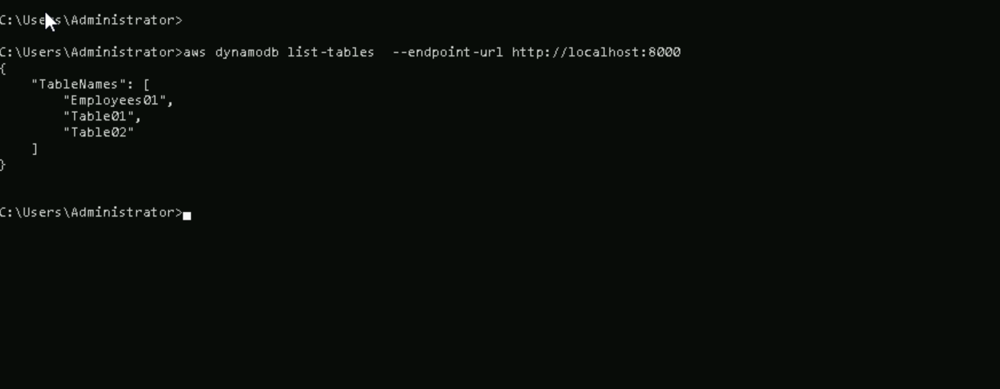 C:\Users\Administrator>
C:\Users\Administrator>aws dynamodb list-tables  --endpoint-url http://localhost:8000
{
    "TableNames": [
        "Employees01",
        "Table01",
        "Table02"
    ]
}
C:\Users\Administrator>